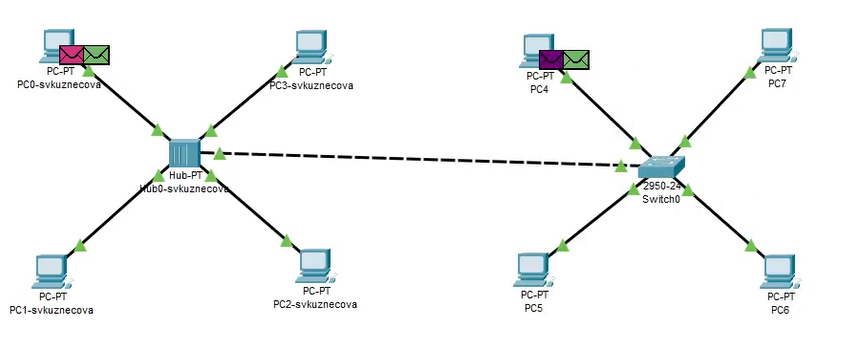 PC-PT
PC0-svkuznecova
PC-PT
PC3-svkuznecova
PC-PT
PC4
PC-PT
PC7
Hub-PT
Hub0-svkuznecova
2950-24
Switch0
PC-PT
PC1-svkuznecova
PC-PT
PC2-svkuznecova
PC-PT
PC5
PC-PT
PC6